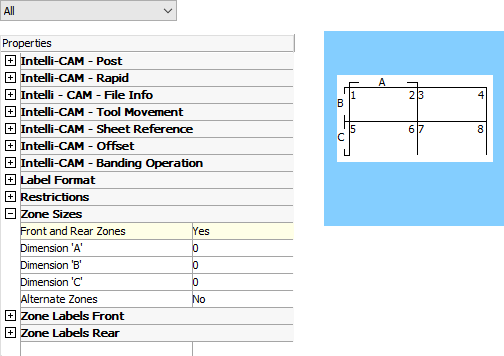 All
Properties
Intelli-CAM - Post
Intelli-CAM - Rapid
Intelli - CAM - File Info
Intelli-CAM - Tool Movement
Intelli-CAM - Sheet Reference
Intelli-CAM - Offset
Intelli-CAM - Banding Operation
Label Format
Restrictions
Zone Sizes
Front and Rear Zones Yes
Dimension 'A' 0
Dimension 'B' 0
Dimension 'C' 0
Alternate Zones No
Zone Labels Front
Zone Labels Rear
A
1 2 3 4
B
C
5 6 7 8